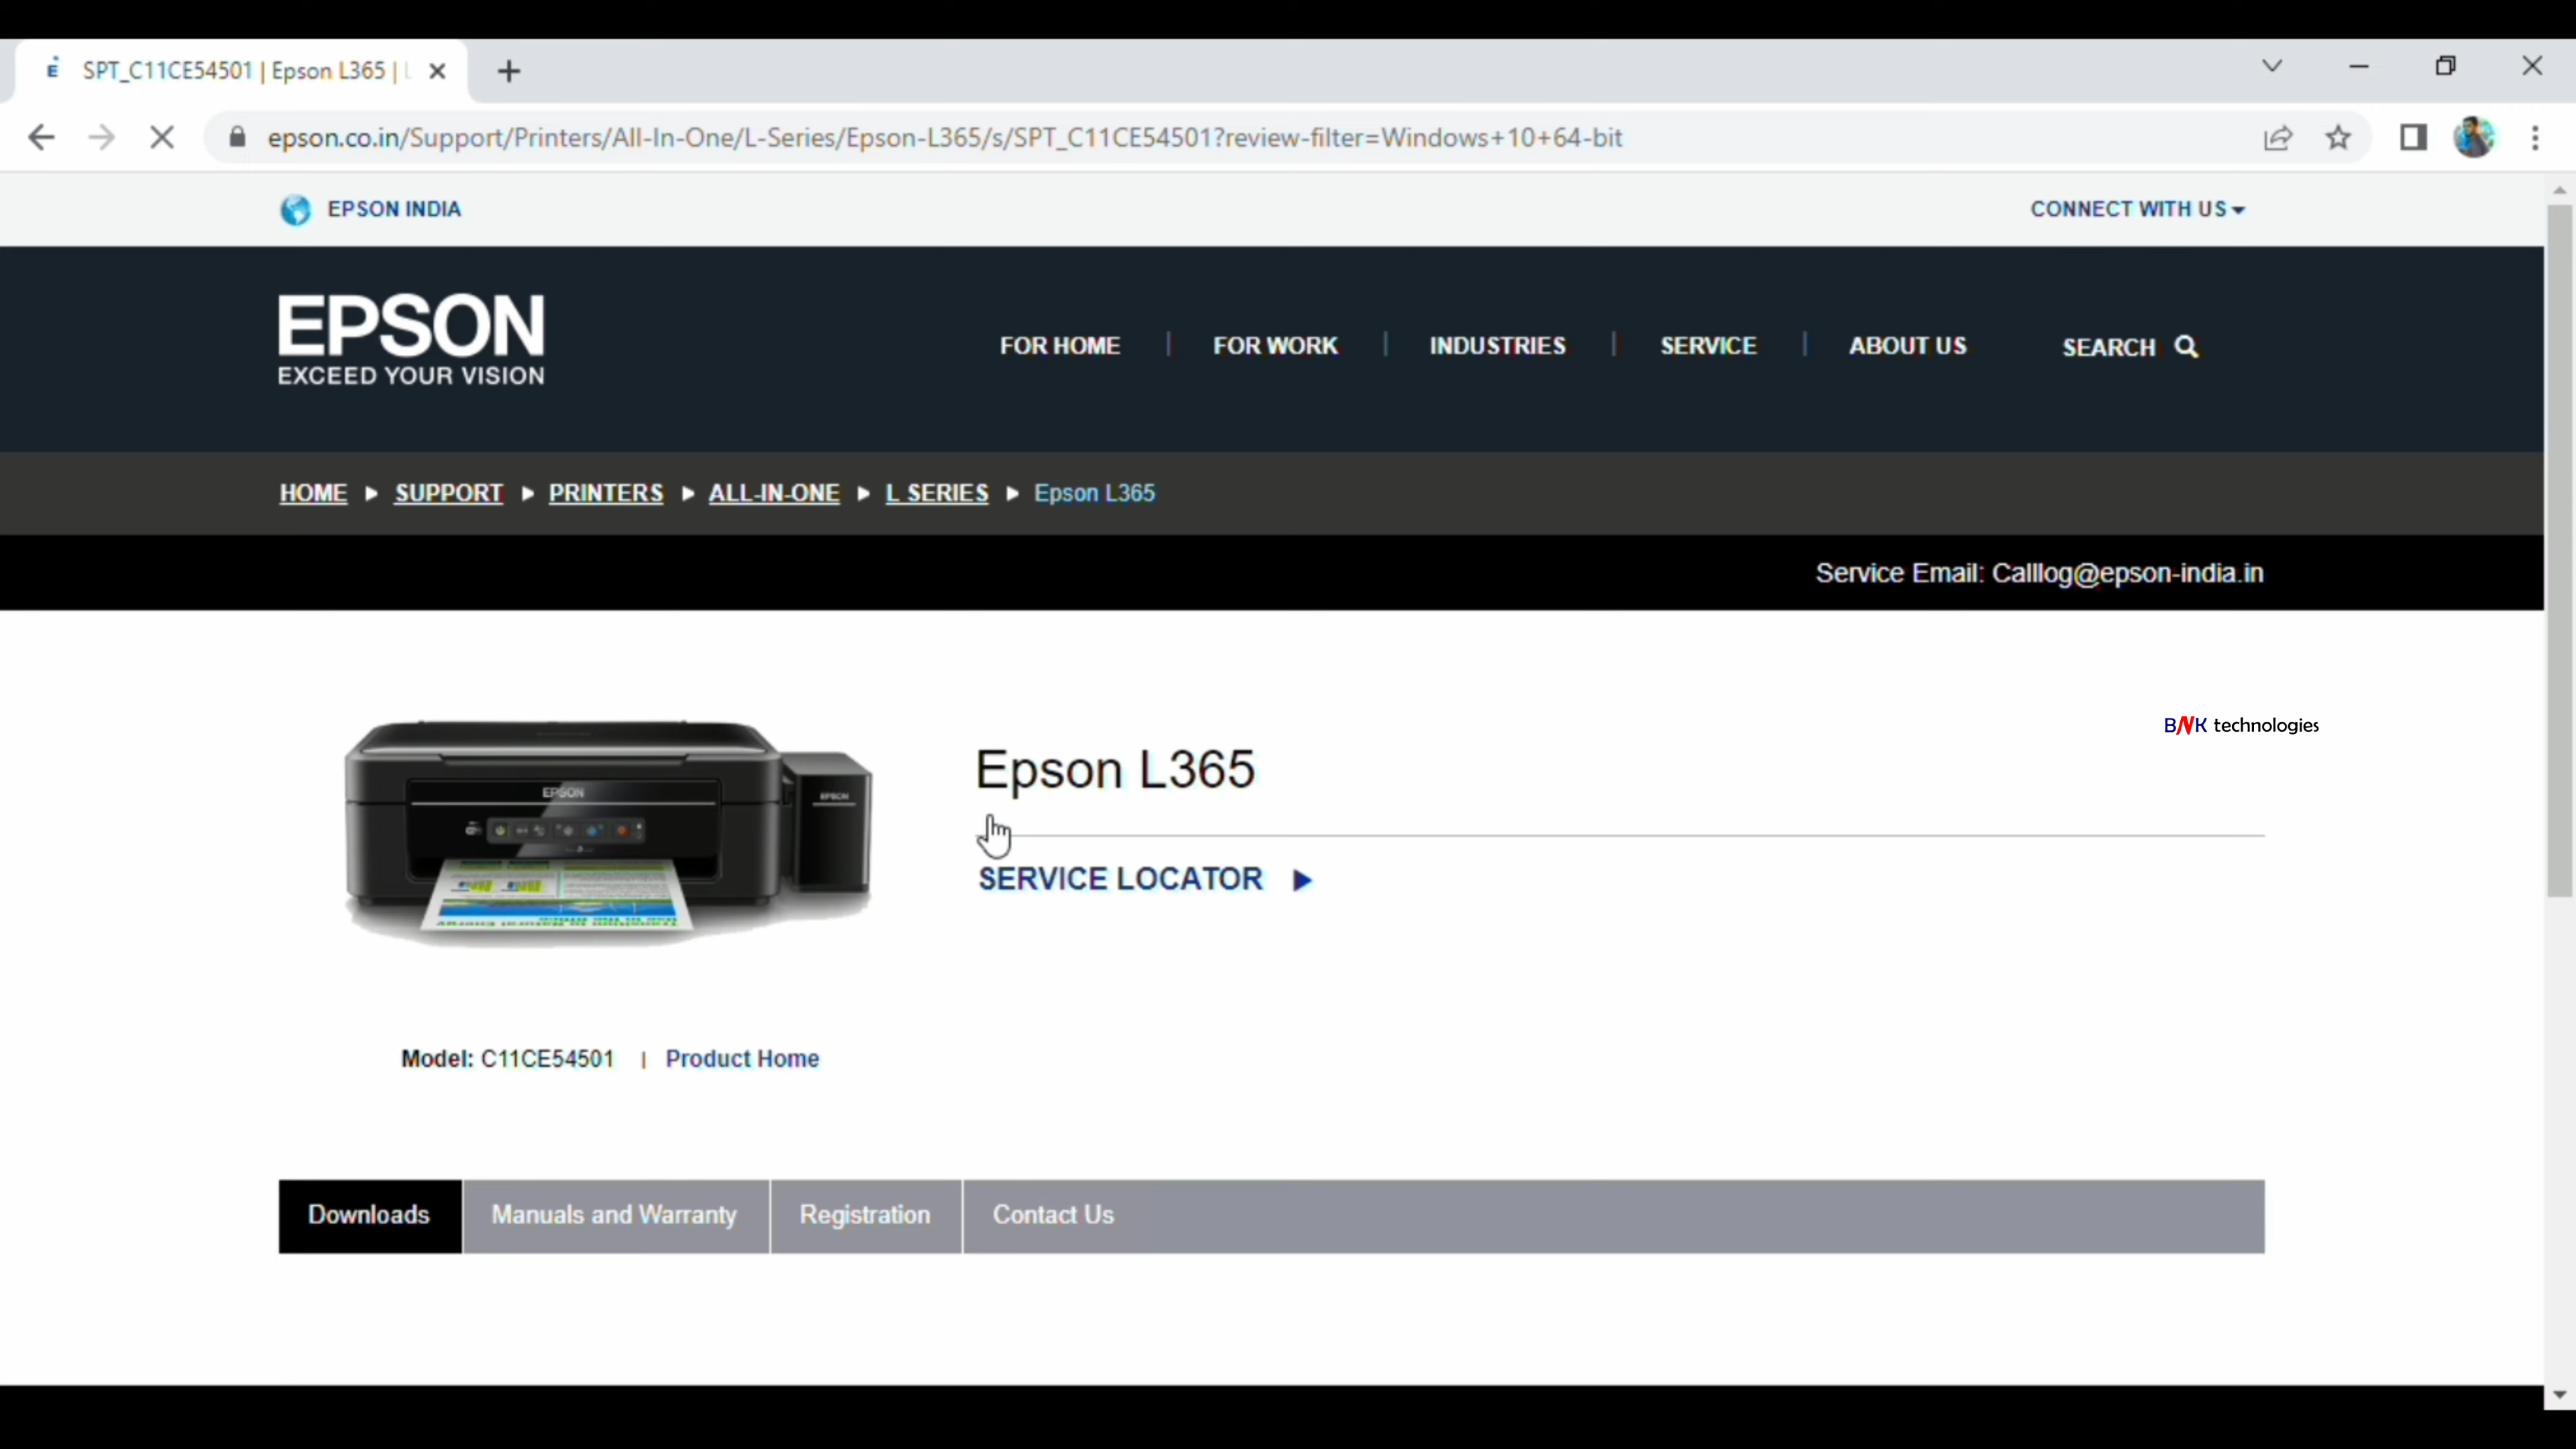 SPT_C11CE54501 | Epson L365 |
epson.co.in/Support/Printers/All-In-One/L-Series/Epson-L365/s/SPT_C11CE54501?review-filter=Windows+10+64-bit
EPSON INDIA
CONNECT WITH US
EPSON
EXCEED YOUR VISION
FOR HOME | FOR WORK | INDUSTRIES | SERVICE | ABOUT US
SEARCH
HOME SUPPORT PRINTERS ALL-IN-ONE L SERIES Epson L365
Service Email: Calllog@epson-india.in
BNK technologies
EPSON
EPSON
Epson L365
SERVICE LOCATOR
Model: C11CE54501 | Product Home
Downloads
Manuals and Warranty
Registration
Contact Us